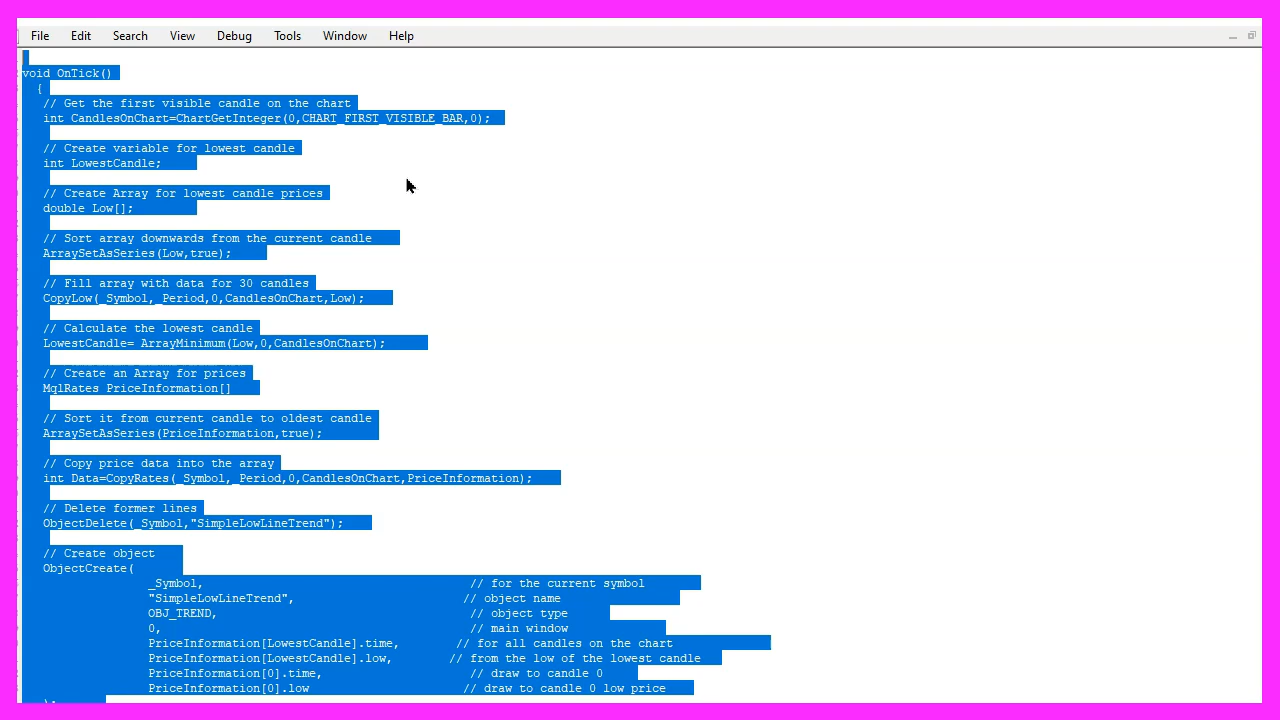 File Edit Search View Debug Tools Window Help
void OnTick()
{
// Get the first visible candle on the chart
int CandlesOnChart=ChartGetInteger(0,CHART_FIRST_VISIBLE_BAR,0);
// Create variable for lowest candle
int LowestCandle;
// Create Array for lowest candle prices
double Low[];
// Sort array downwards from the current candle
ArraySetAsSeries(Low,true);
// Fill array with data for 30 candles
CopyLow(_Symbol,_Period,0,CandlesOnChart,Low);
// Calculate the lowest candle
LowestCandle= ArrayMinimum(Low,0,CandlesOnChart);
// Create an Array for prices
MqlRates PriceInformation[]
// Sort it from current candle to oldest candle
ArraySetAsSeries(PriceInformation,true);
// Copy price data into the array
int Data=CopyRates(_Symbol,_Period,0,CandlesOnChart,PriceInformation);
// Delete former lines
ObjectDelete(_Symbol,"SimpleLowLineTrend");
// Create object
ObjectCreate(
_Symbol, // for the current symbol
"SimpleLowLineTrend", // object name
OBJ_TREND, // object type
0, // main window
PriceInformation[LowestCandle].time, // for all candles on the chart
PriceInformation[LowestCandle].low, // from the low of the lowest candle
PriceInformation[0].time, // draw to candle 0
PriceInformation[0].low // draw to candle 0 low price
);